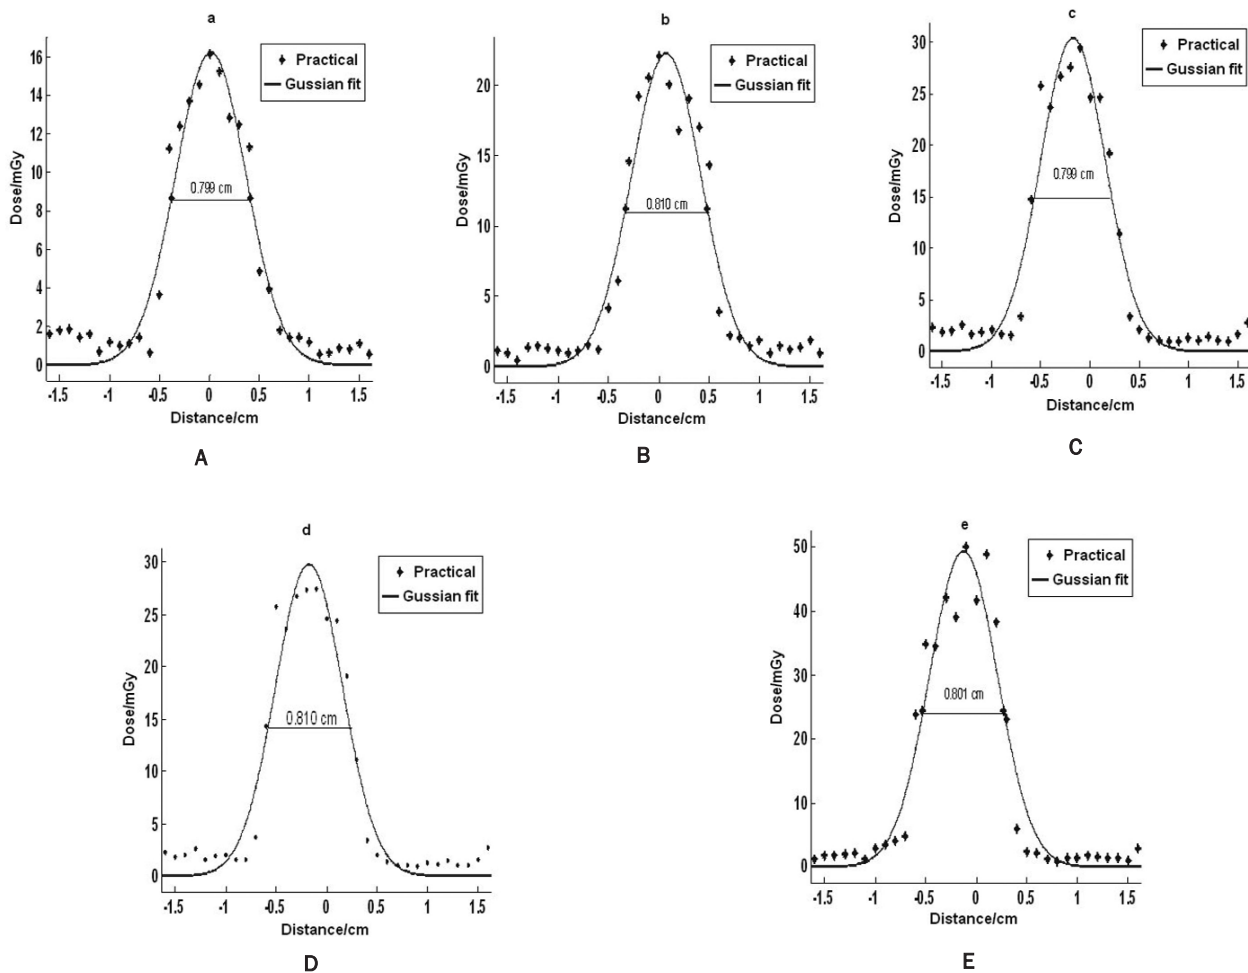 a
16
14
12
10
8
6
4
2
0
Dose/mGy
Practical
Gussian fit
0.799 cm
-1.5 -1 -0.5 0 0.5 1 1.5
Distance/cm
A
b
20
15
10
5
0
Dose/mGy
Practical
Gussian fit
0.810 cm
-1.5 -1 -0.5 0 0.5 1 1.5
Distance/cm
B
c
30
25
20
15
10
5
0
Dose/mGy
Practical
Gussian fit
0.799 cm
-1.5 -1 -0.5 0 0.5 1 1.5
Distance/cm
C
d
30
25
20
15
10
5
0
Dose/mGy
Practical
Gussian fit
0.810 cm
-1.5 -1 -0.5 0 0.5 1 1.5
Distance/cm
D
e
50
40
30
20
10
0
Dose/mGy
Practical
Gussian fit
0.801 cm
-1.5 -1 -0.5 0 0.5 1 1.5
Distance/cm
E